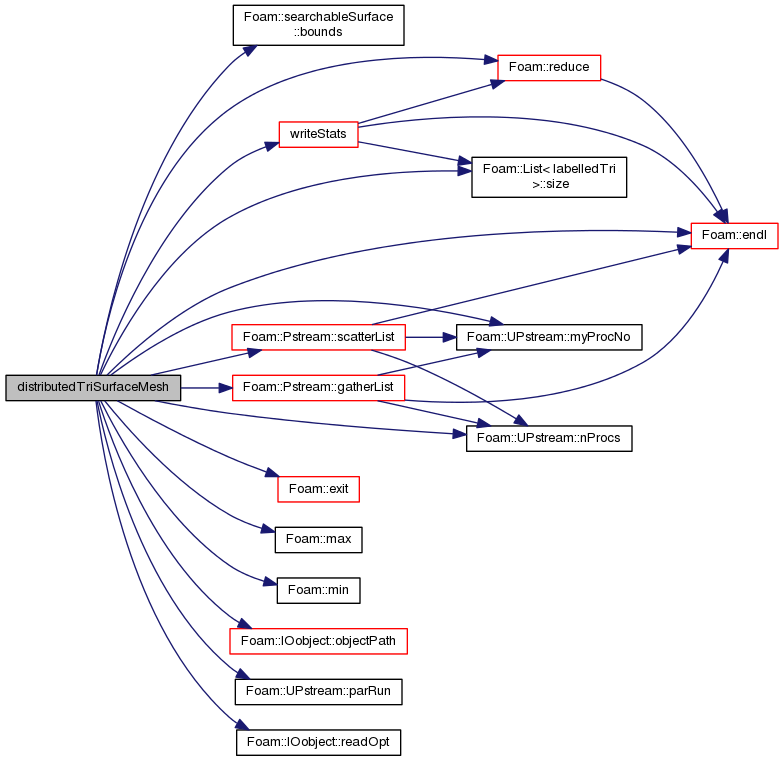 Foam::searchableSurface
::bounds
Foam::reduce
writeStats
Foam::List< labelledTri
>::size
Foam::endl
Foam::Pstream::scatterList
Foam::UPstream::myProcNo
distributedTriSurfaceMesh
Foam::Pstream::gatherList
Foam::UPstream::nProcs
Foam::exit
Foam::max
Foam::min
Foam::IOobject::objectPath
Foam::UPstream::parRun
Foam::IOobject::readOpt